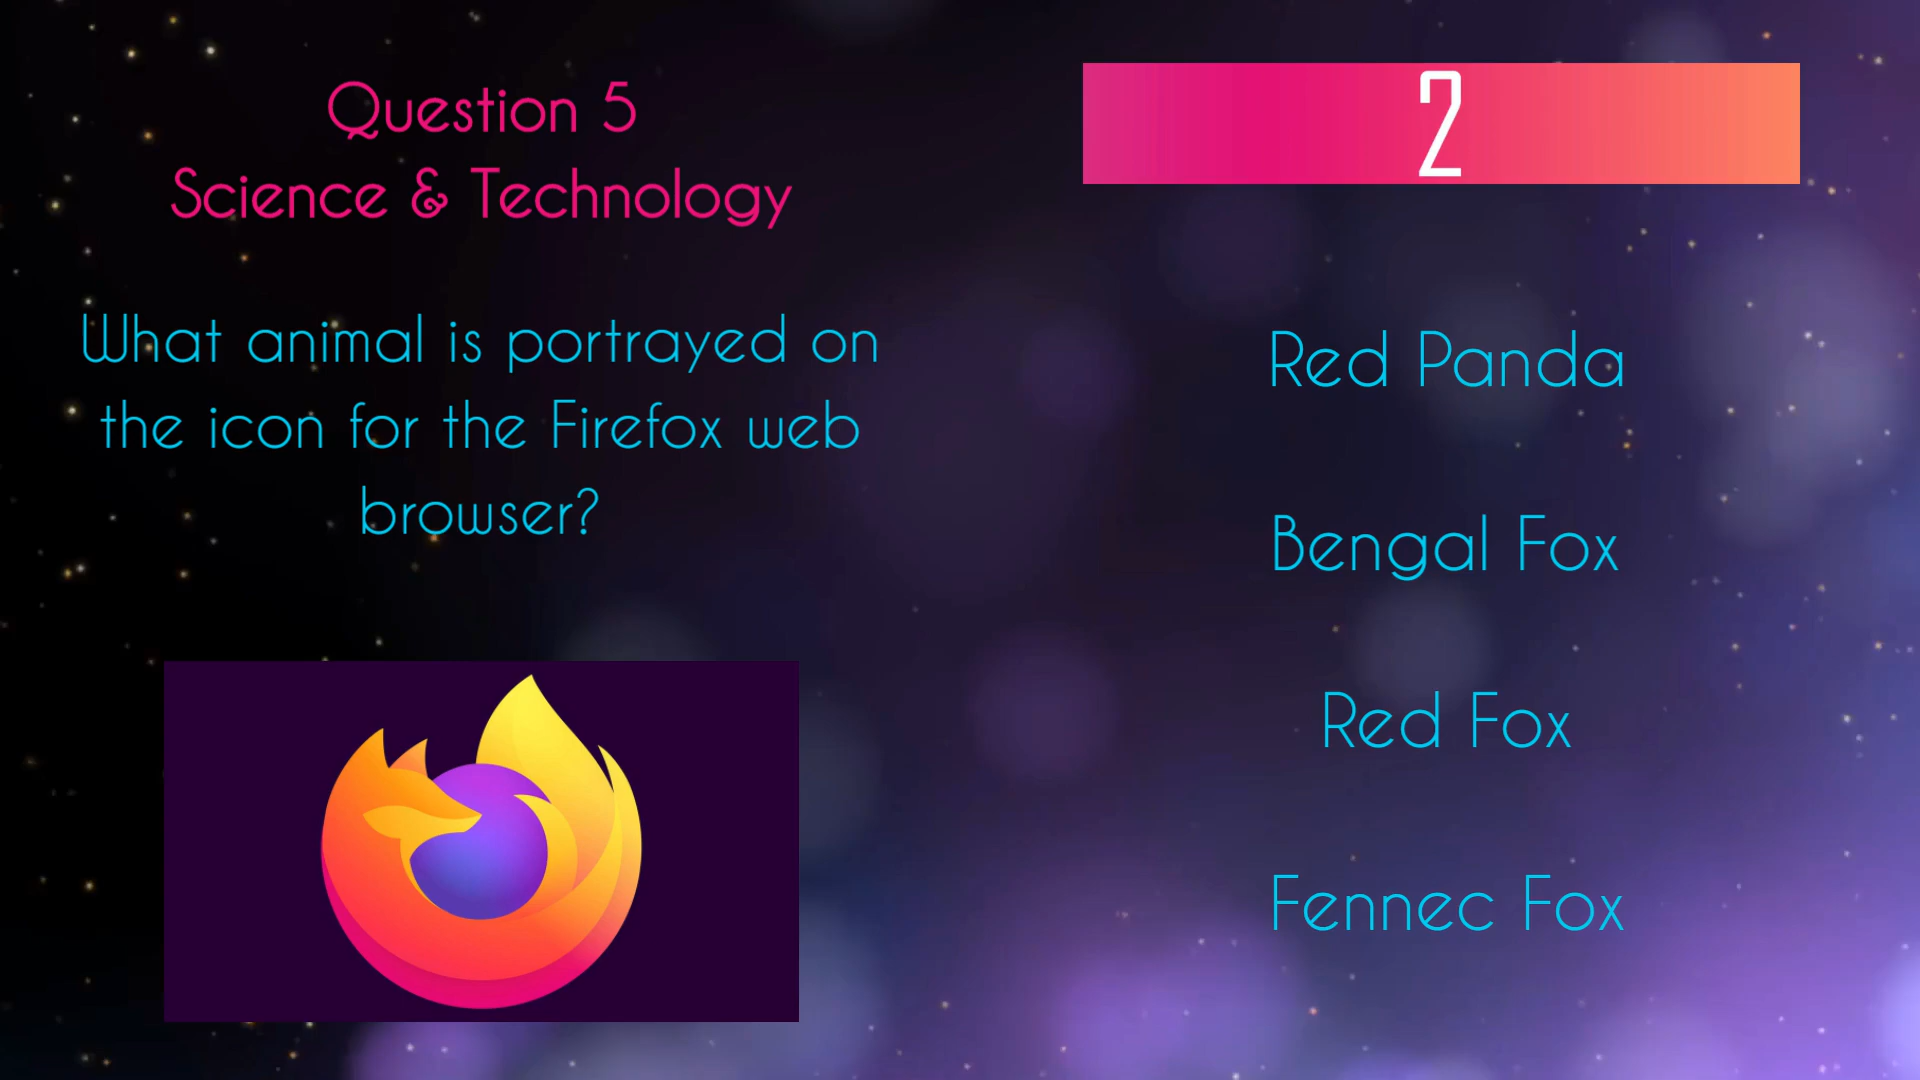 Question 5
Science & Technology
What animal is portrayed on
the icon for the Firefox web
browser?
2
Red Panda
Bengal Fox
Red Fox
Fennec Fox